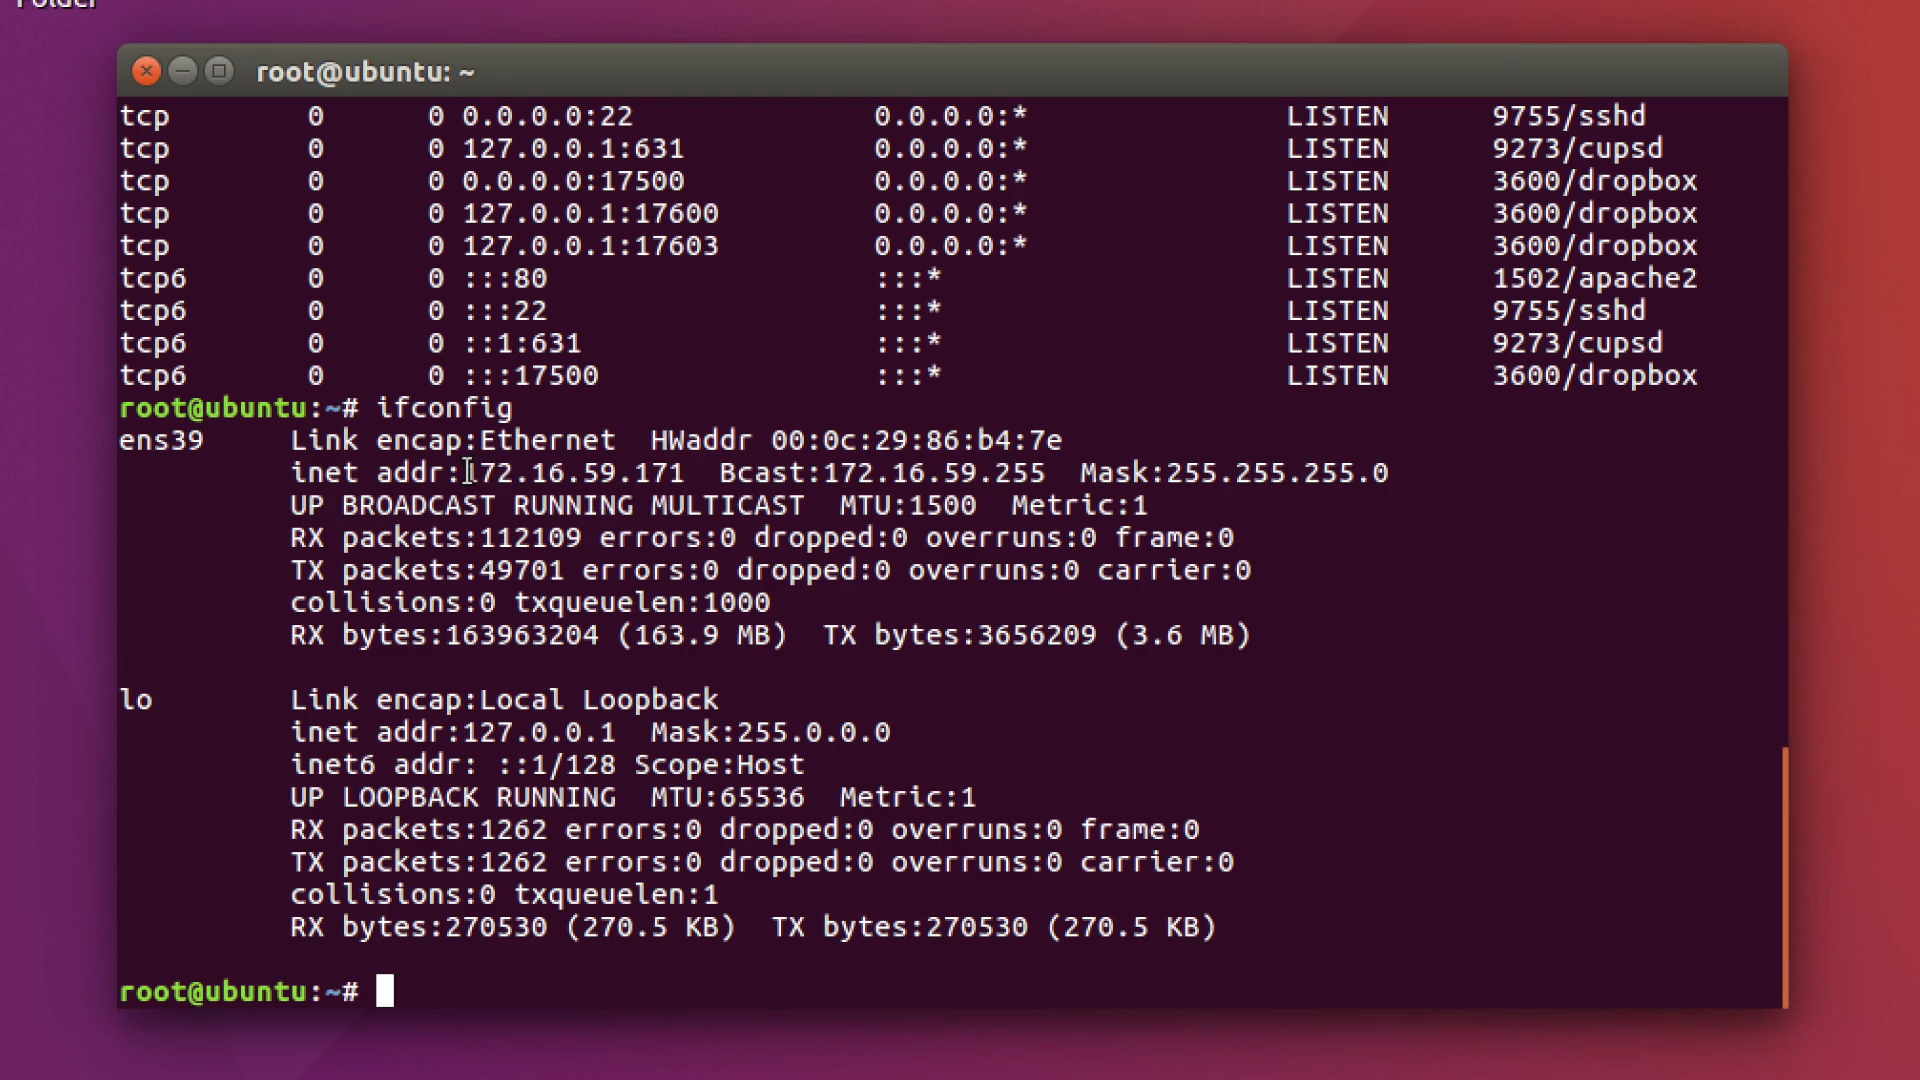 Folder
root@ubuntu: ~
tcp 0 0 0.0.0.0:22 0.0.0.0:* LISTEN 9755/sshd
tcp 0 0 127.0.0.1:631 0.0.0.0:* LISTEN 9273/cupsd
tcp 0 0 0.0.0.0:17500 0.0.0.0:* LISTEN 3600/dropbox
tcp 0 0 127.0.0.1:17600 0.0.0.0:* LISTEN 3600/dropbox
tcp 0 0 127.0.0.1:17603 0.0.0.0:* LISTEN 3600/dropbox
tcp6 0 0 :::80 :::* LISTEN 1502/apache2
tcp6 0 0 :::22 :::* LISTEN 9755/sshd
tcp6 0 0 ::1:631 :::* LISTEN 9273/cupsd
tcp6 0 0 :::17500 :::* LISTEN 3600/dropbox
root@ubuntu:~# ifconfig
ens39 Link encap:Ethernet HWaddr 00:0c:29:86:b4:7e
inet addr:172.16.59.171 Bcast:172.16.59.255 Mask:255.255.255.0
UP BROADCAST RUNNING MULTICAST MTU:1500 Metric:1
RX packets:112109 errors:0 dropped:0 overruns:0 frame:0
TX packets:49701 errors:0 dropped:0 overruns:0 carrier:0
collisions:0 txqueuelen:1000
RX bytes:163963204 (163.9 MB) TX bytes:3656209 (3.6 MB)
lo Link encap:Local Loopback
inet addr:127.0.0.1 Mask:255.0.0.0
inet6 addr: ::1/128 Scope:Host
UP LOOPBACK RUNNING MTU:65536 Metric:1
RX packets:1262 errors:0 dropped:0 overruns:0 frame:0
TX packets:1262 errors:0 dropped:0 overruns:0 carrier:0
collisions:0 txqueuelen:1
RX bytes:270530 (270.5 KB) TX bytes:270530 (270.5 KB)
root@ubuntu:~#